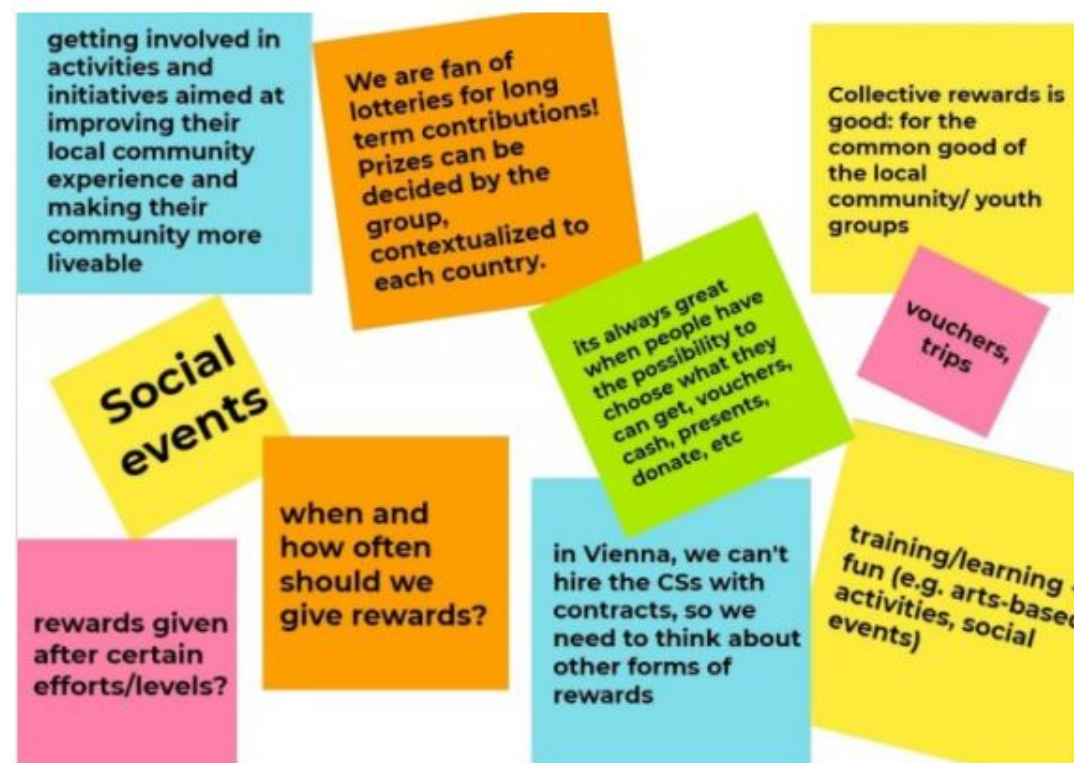 getting involved in
activities and
initiatives aimed at
improving their
local community
experience and
making their
community more
liveable
We are fan of
lotteries for long
term contributions!
Prizes can be
decided by the
group,
contextualized to
each country.
Collective rewards is
good: for the
common good of
the local
community/ youth
groups
Social
events
its always great
when people have
the possibility to
choose what they
can get, vouchers,
cash, presents,
donate, etc
vouchers,
trips
rewards given
after certain
efforts/levels?
when and
how often
should we
give rewards?
in Vienna, we can't
hire the CSs with
contracts, so we
need to think about
other forms of
rewards
training/learning
fun (e.g. arts-based
activities, social
events)